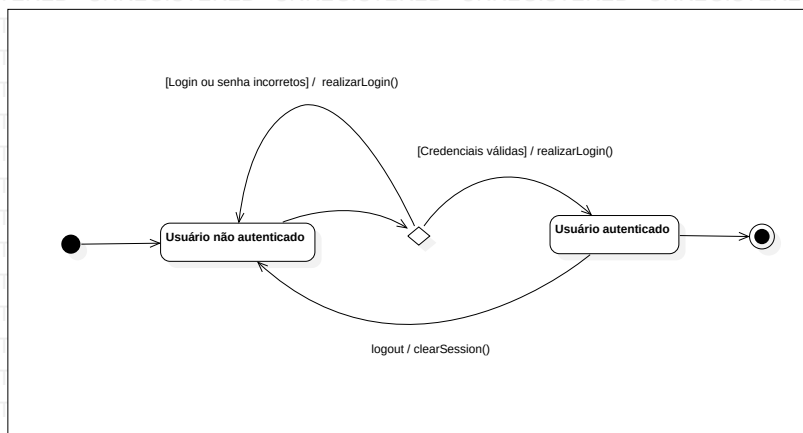 [Login ou senha incorretos] / realizarLogin()
[Credenciais válidas] / realizarLogin()
Usuário não autenticado
Usuário autenticado
logout / clearSession()